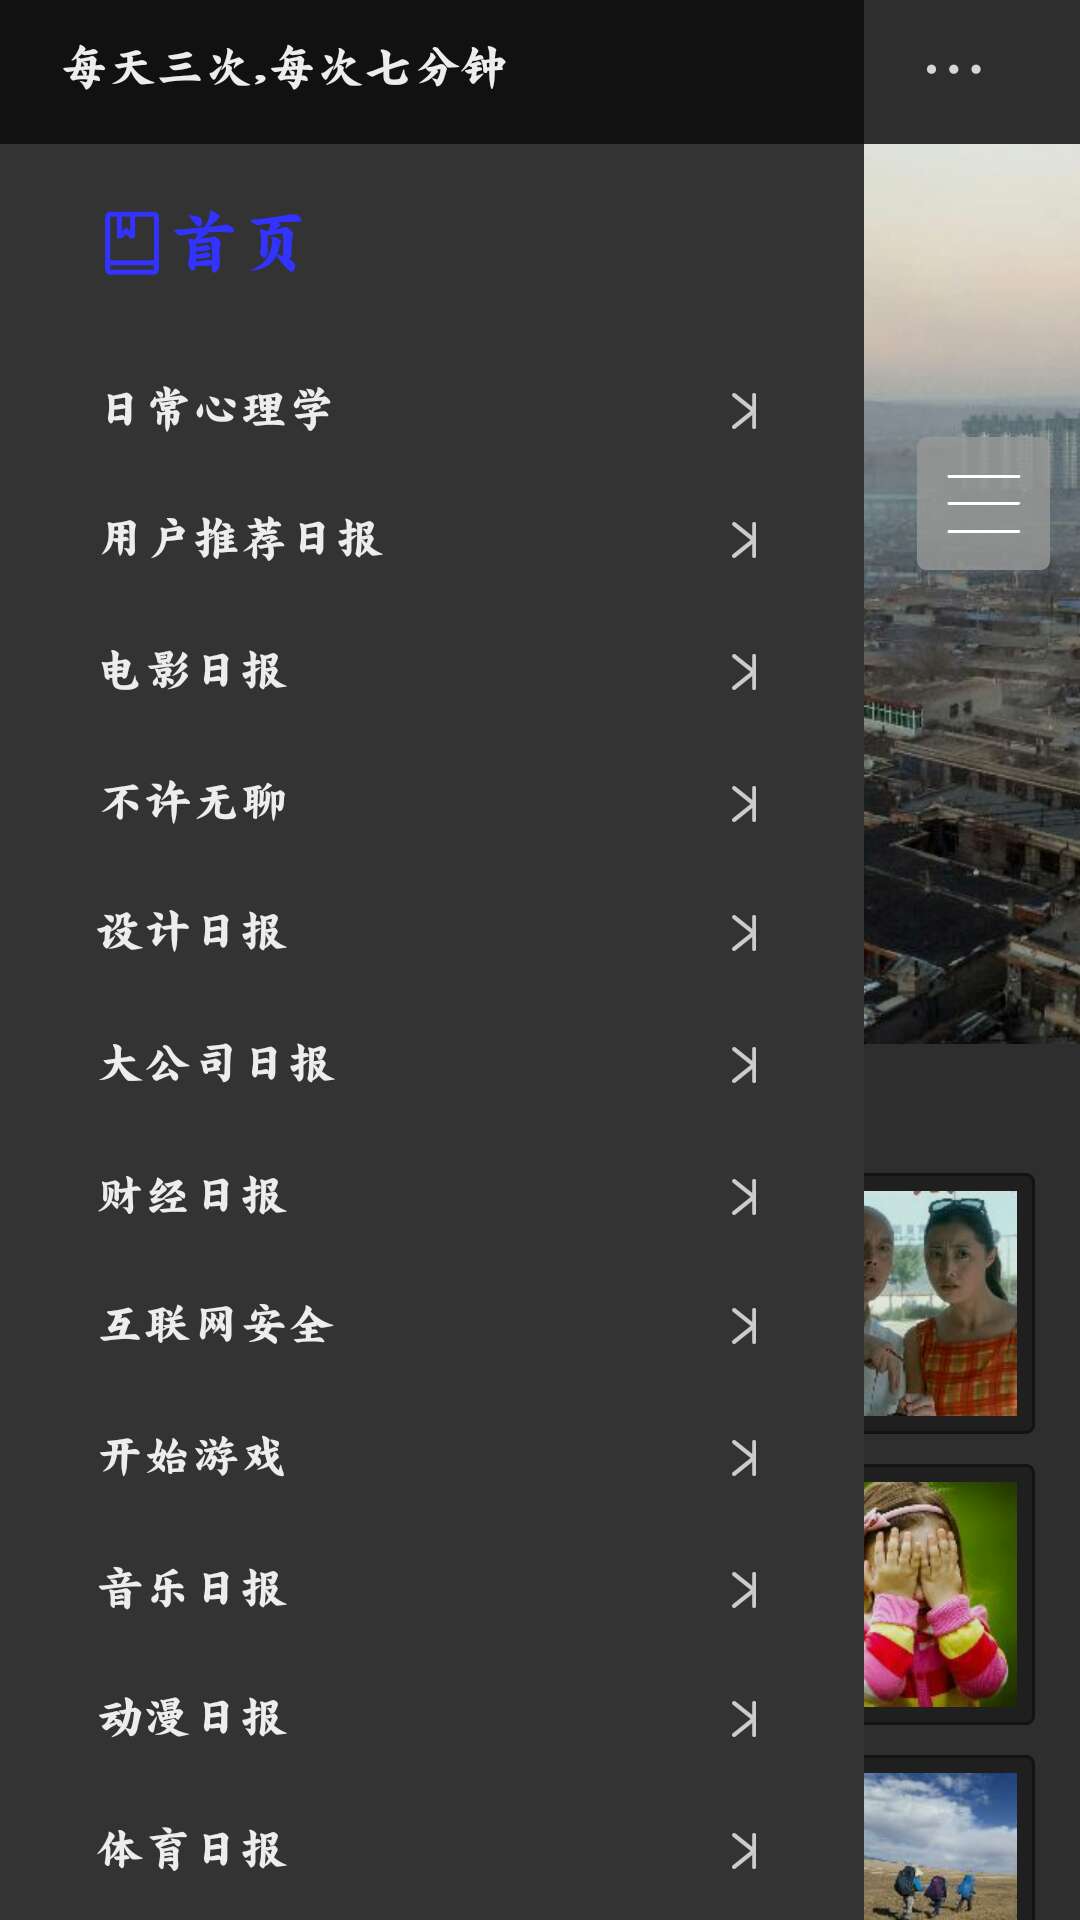 每天三次,每次七分钟
首页
日常心理学
用户推荐日报
电影日报
不许无聊
设计日报
大公司日报
财经日报
互联网安全
开始游戏
音乐日报
动漫日报
体育日报